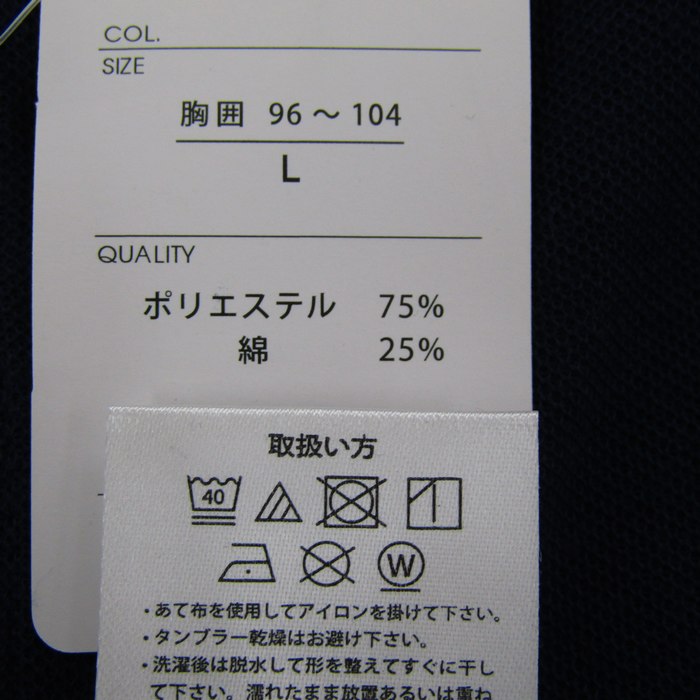 COL.
SIZE
胸囲 96～104
L
QUALITY
ポリエステル 75%
綿 25%
取扱い方
40
W
・あて布を使用してアイロンを掛けて下さい。
・タンブラー乾燥はお避け下さい。
・洗濯後は脱水して形を整えてすぐに干し
て下さい。濡れたまま放置あるいは重ね